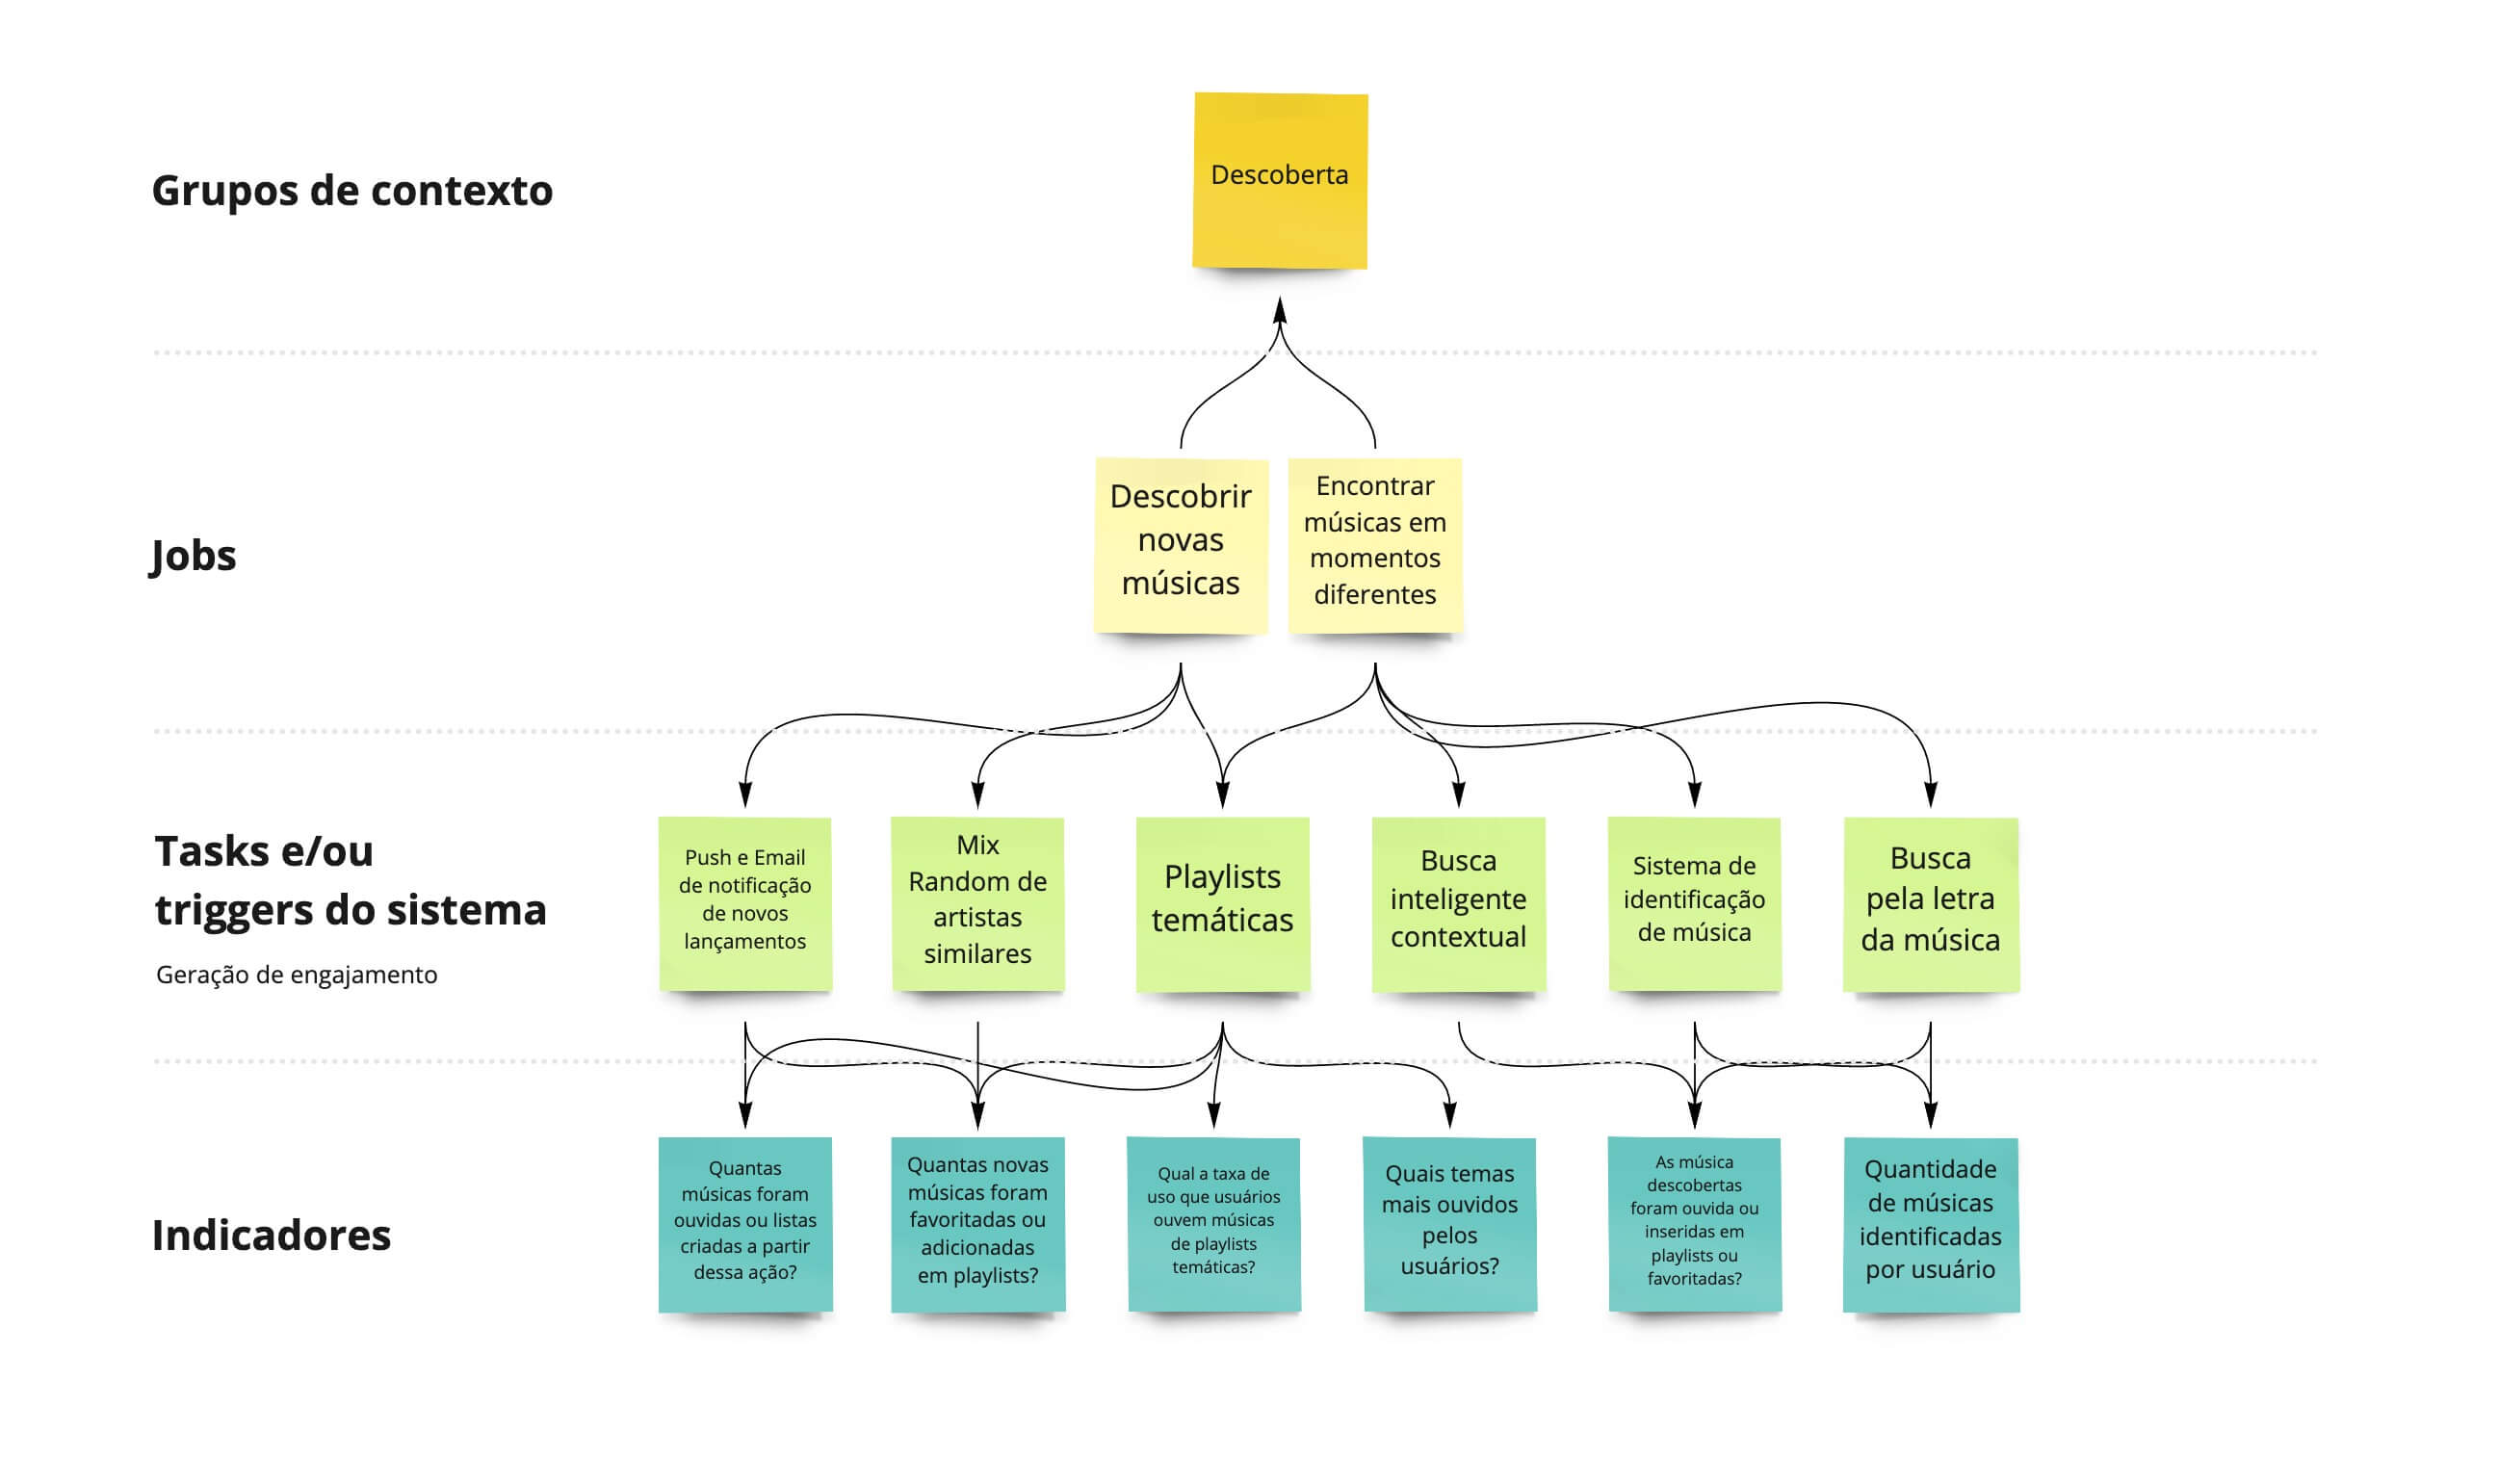 Grupos de contexto
Descoberta
Jobs
Descobrir
novas
músicas
Encontrar
músicas em
momentos
diferentes
Tasks e/ou
triggers do sistema
Geração de engajamento
Push e Email
de notificação
de novos
lançamentos
Mix
Random de
artistas
similares
Playlists
temáticas
Busca
inteligente
contextual
Sistema de
identificação
de música
Busca
pela letra
da música
Indicadores
Quantas
músicas foram
ouvidas ou listas
criadas a partir
dessa ação?
Quantas novas
músicas foram
favoritadas ou
adicionadas
em playlists?
Qual a taxa de
uso que usuários
ouvem músicas
de playlists
temáticas?
Quais temas
mais ouvidos
pelos
usuários?
As música
descobertas
foram ouvida ou
inseridas em
playlists ou
favoritadas?
Quantidade
de músicas
identificadas
por usuário